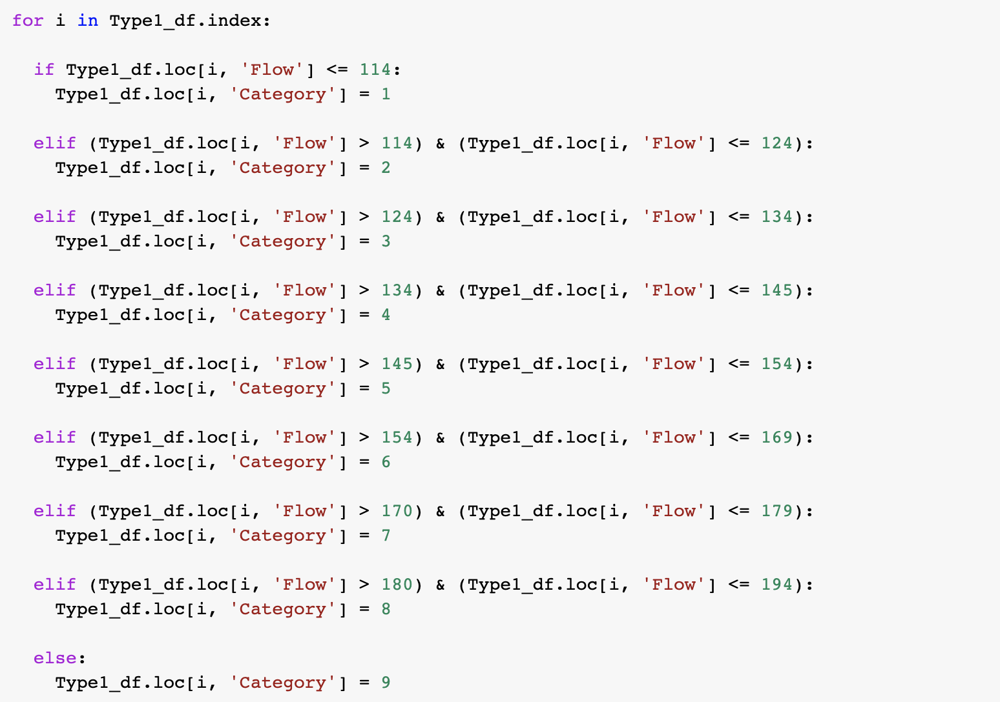 for i in Type1_df.index:
if Type1_df.loc[i, 'Flow'] <= 114:
Type1_df.loc[i, 'Category'] = 1
elif (Type1_df.loc[i, 'Flow'] > 114) & (Type1_df.loc[i, 'Flow'] <= 124):
Type1_df.loc[i, 'Category'] = 2
elif (Type1_df.loc[i, 'Flow'] > 124) & (Type1_df.loc[i, 'Flow'] <= 134):
Type1_df.loc[i, 'Category'] = 3
elif (Type1_df.loc[i, 'Flow'] > 134) & (Type1_df.loc[i, 'Flow'] <= 145):
Type1_df.loc[i, 'Category'] = 4
elif (Type1_df.loc[i, 'Flow'] > 145) & (Type1_df.loc[i, 'Flow'] <= 154):
Type1_df.loc[i, 'Category'] = 5
elif (Type1_df.loc[i, 'Flow'] > 154) & (Type1_df.loc[i, 'Flow'] <= 169):
Type1_df.loc[i, 'Category'] = 6
elif (Type1_df.loc[i, 'Flow'] > 170) & (Type1_df.loc[i, 'Flow'] <= 179):
Type1_df.loc[i, 'Category'] = 7
elif (Type1_df.loc[i, 'Flow'] > 180) & (Type1_df.loc[i, 'Flow'] <= 194):
Type1_df.loc[i, 'Category'] = 8
else:
Type1_df.loc[i, 'Category'] = 9